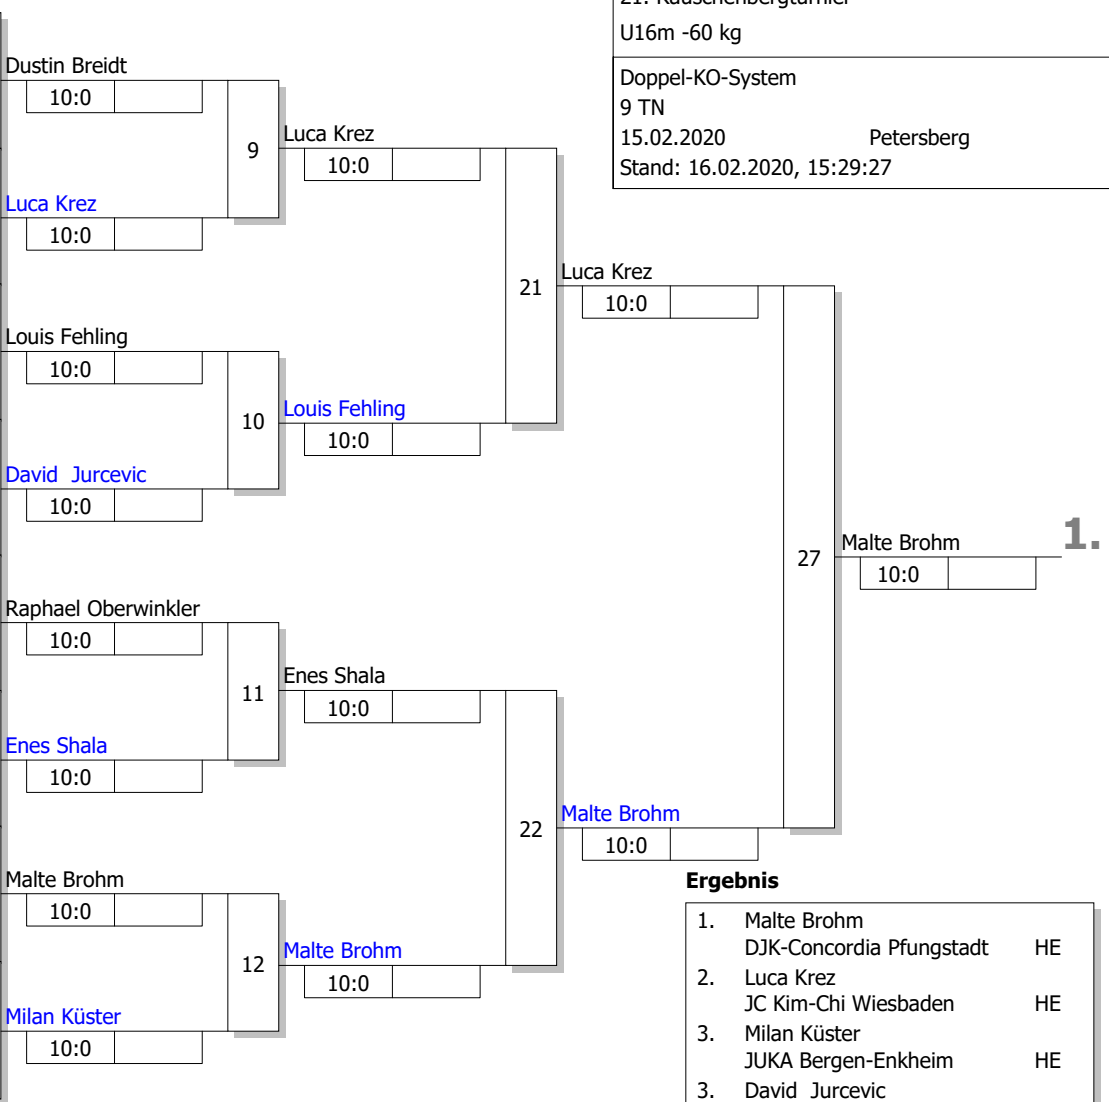 21. Rauschenbergturnier
U16m -60 kg
Doppel-KO-System
9 TN
15.02.2020 Petersberg
Stand: 16.02.2020, 15:29:27
Dustin Breidt
10:0
9
Luca Krez
10:0
Luca Krez
10:0
21
Luca Krez
10:0
Louis Fehling
10:0
10
Louis Fehling
10:0
David Jurcevic
10:0
27
Malte Brohm
1.
10:0
Raphael Oberwinkler
10:0
11
Enes Shala
10:0
Enes Shala
10:0
22
Malte Brohm
10:0
Malte Brohm
10:0
12
Malte Brohm
10:0
Milan Küster
10:0
Ergebnis
1. Malte Brohm
DJK-Concordia Pfungstadt HE
2. Luca Krez
JC Kim-Chi Wiesbaden HE
3. Milan Küster
JUKA Bergen-Enkheim HE
3. David Jurcevic